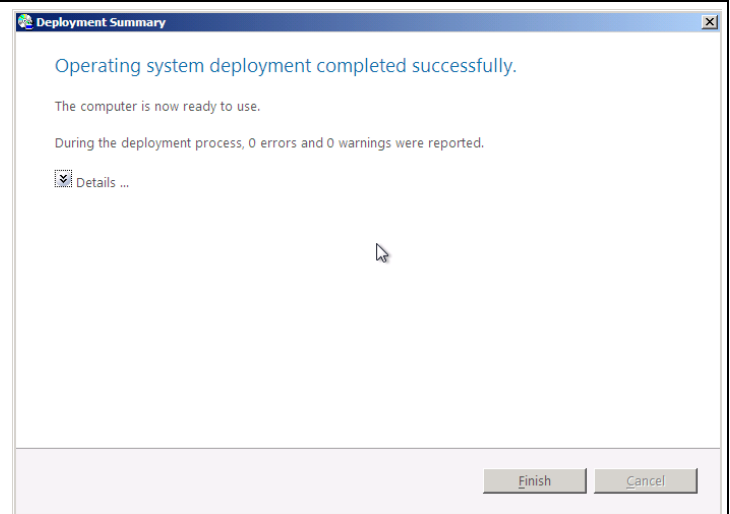 Deployment Summary
Operating system deployment completed successfully.
The computer is now ready to use.
During the deployment process, 0 errors and 0 warnings were reported.
Details ...
Finish
Cancel